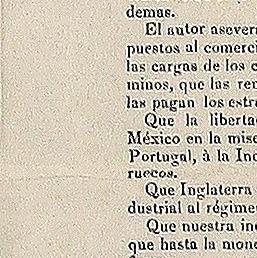 demas.
El autor asever
puestos al comerci
las cargas de los c
minos, que las ren
las pagan los estra
Que la liberta
México en la mise
Portugal, à la Ind
ruecos.
Que Inglaterra
dustrial al régime
Que nuestra in
que hasta la mone